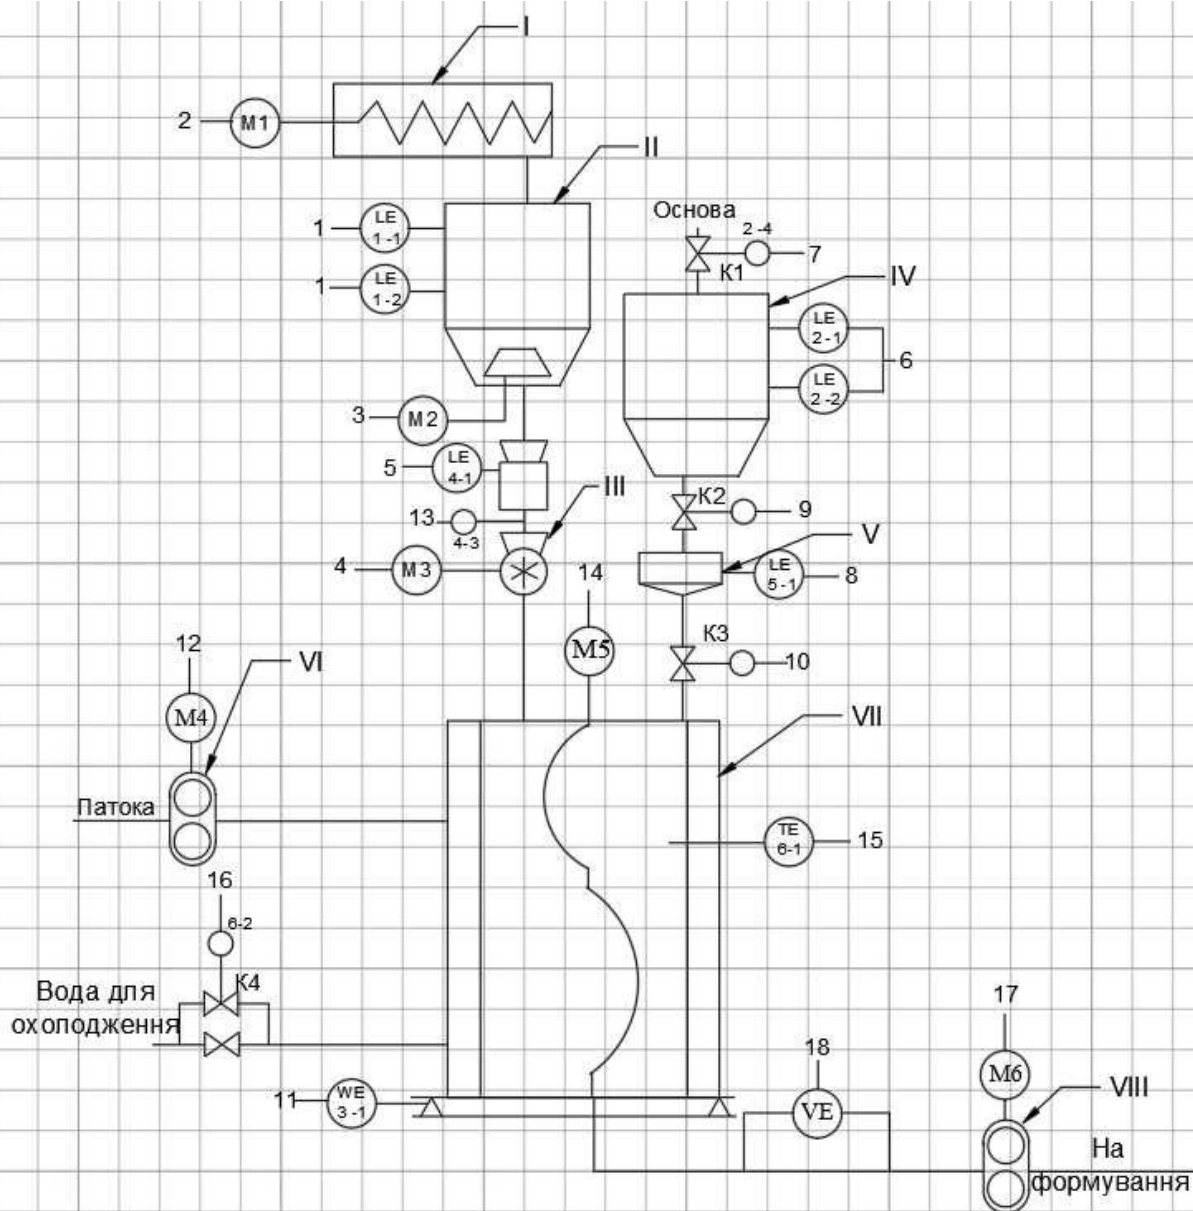 I
2
M1
II
Основа
1
LE
1-1
2-4
7
K1
IV
1
LE
1-2
LE
2-1
6
LE
2-2
3
M2
5
LE
4-1
III
K2
9
13
4-3
V
4
M3
14
LE
5-1
8
12
M5
K3
10
VI
M4
VII
Патока
TE
6-1
15
16
6-2
K4
Вода для
охолодження
17
18
11
WE
3-1
VE
M6
VIII
На
формування